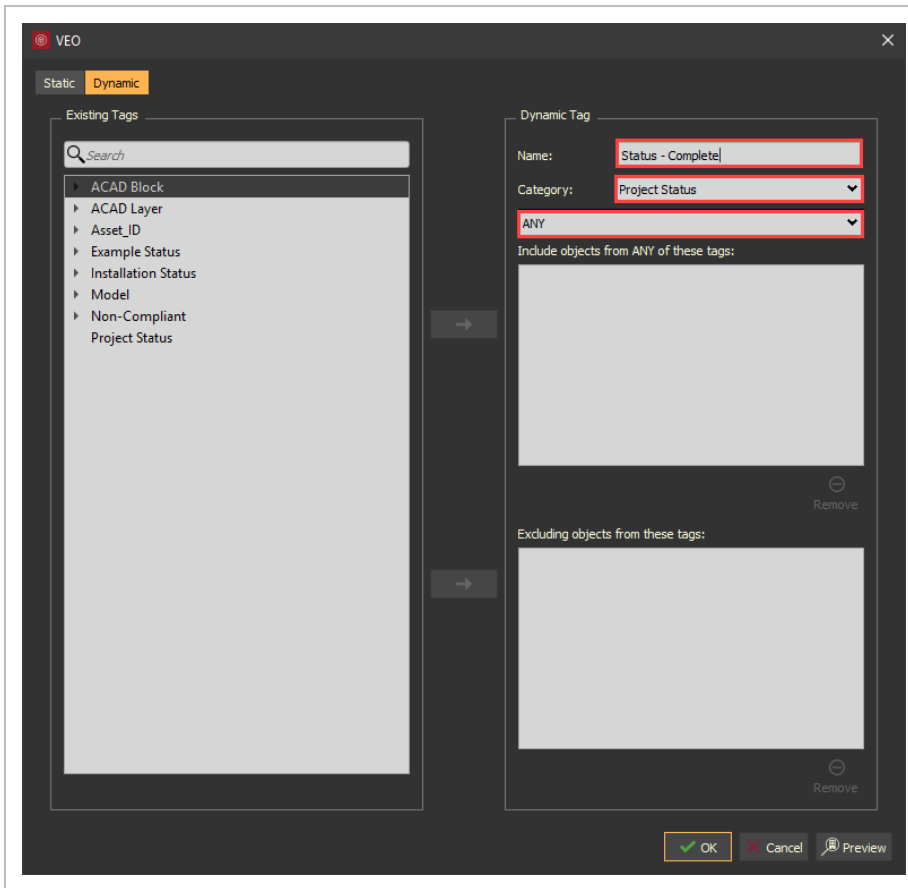 VEO
Static Dynamic
Existing Tags
Search
ACAD Block
ACAD Layer
Asset_ID
Example Status
Installation Status
Model
Non-Compliant
Project Status
Dynamic Tag
Name: Status - Complete
Category: Project Status
ANY
Include objects from ANY of these tags:
Remove
Excluding objects from these tags:
Remove
OK Cancel Preview